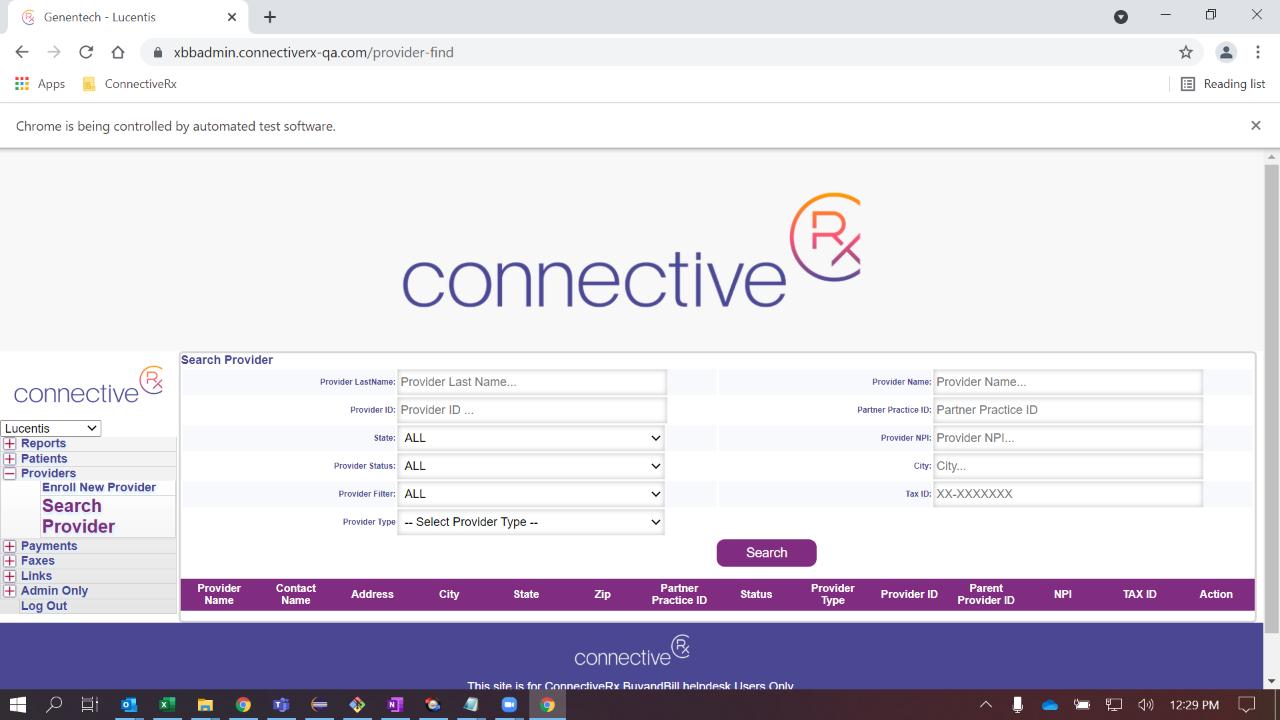 Genentech - Lucentis
xbbadmin.connectiverx-qa.com/provider-find
Apps
ConnectiveRx
Reading list
Chrome is being controlled by automated test software.
connective Rx
connective Rx
Lucentis
Reports
Patients
Providers
Enroll New Provider
Search
Provider
Payments
Faxes
Links
Admin Only
Log Out
Search Provider
Provider LastName: Provider Last Name... Provider Name: Provider Name...
Provider ID: Provider ID ... Partner Practice ID: Partner Practice ID
State: ALL Provider NPI: Provider NPI...
Provider Status: ALL City: City...
Provider Filter: ALL Tax ID: XX-XXXXXXX
Provider Type -- Select Provider Type --
Search
Provider Name Contact Name Address City State Zip Partner Practice ID Status Provider Type Provider ID Parent Provider ID NPI TAX ID Action
connective Rx
This site is for ConnectiveRx BuyandBill helpdesk Users Only
12:29 PM